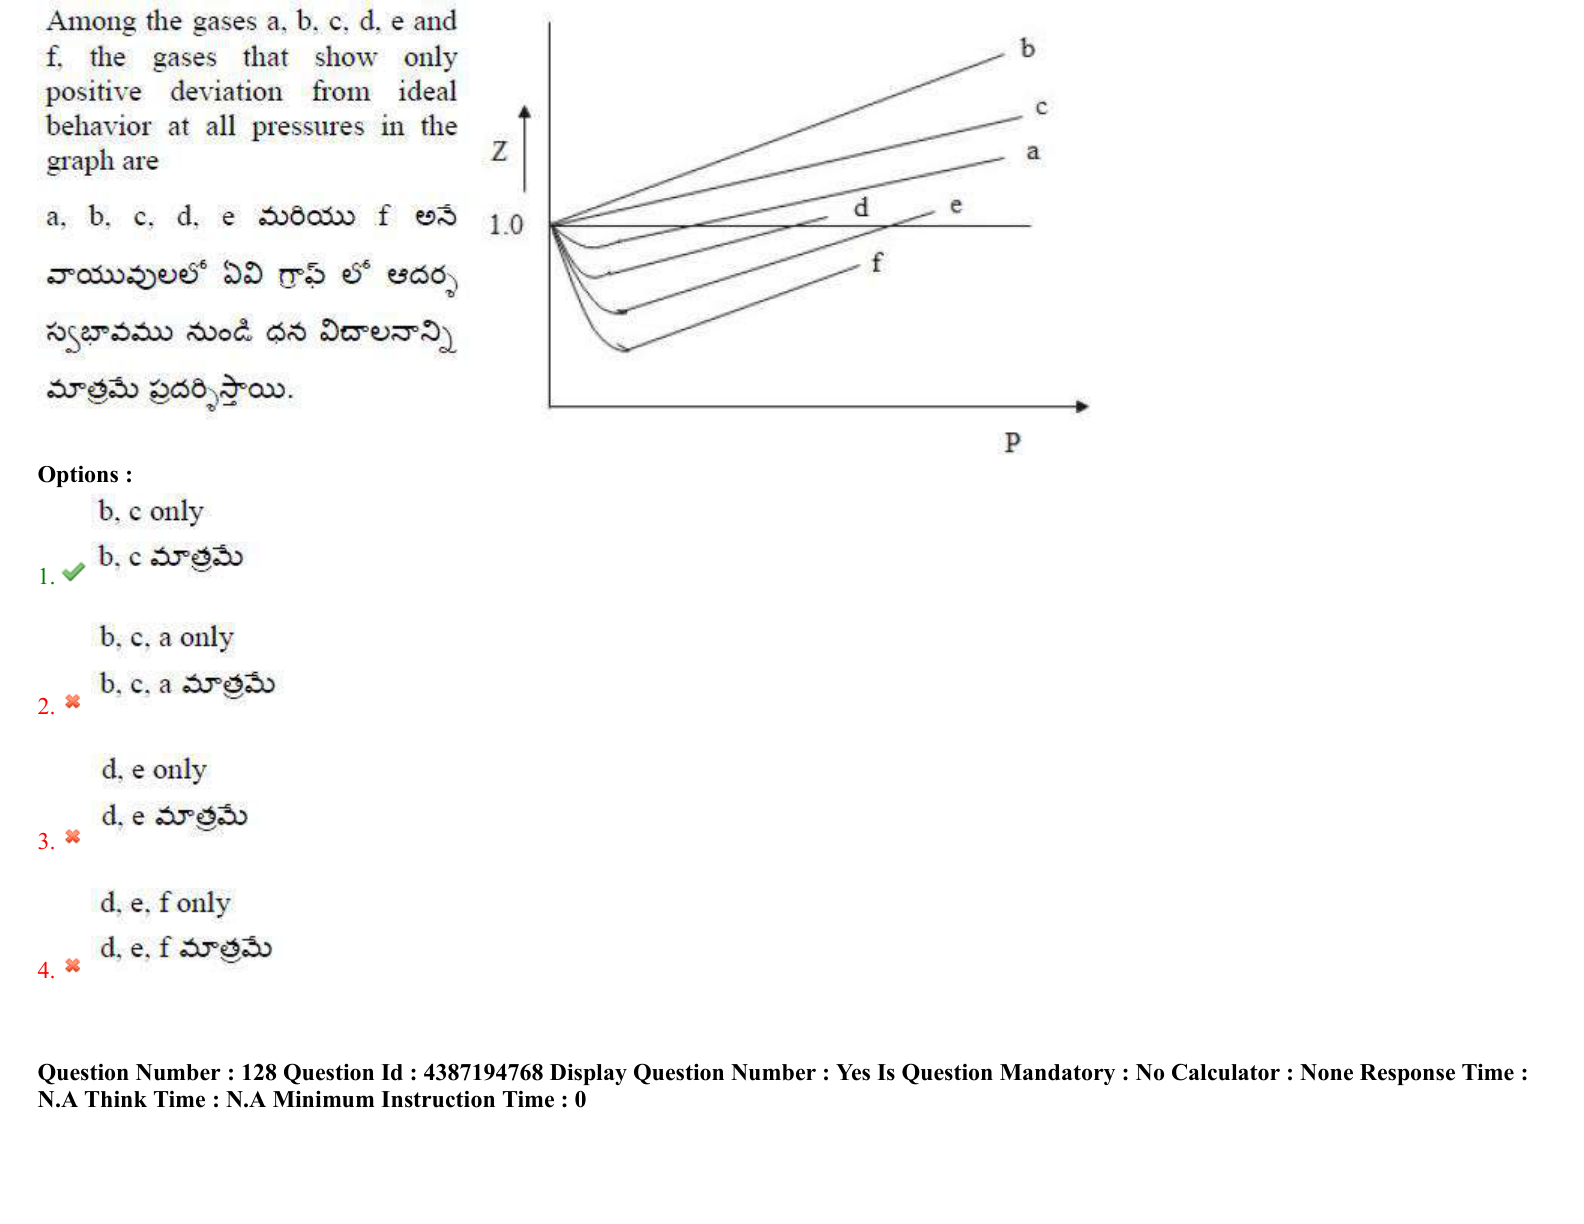 Among the gases a, b, c, d, e and
f, the gases that show only
positive deviation from ideal
behavior at all pressures in the
graph are
a, b, c, d, e మరియు f అనే
వాయువులలో ఏవి గ్రాఫ్ లో ఆదర్శ
స్వభావము నుండి ధన విచాలనాన్ని
మాత్రమే ప్రదర్శిస్తాయి.
b
c
a
Z
d
e
1.0
f
P
Options :
b, c only
b, c మాత్రమే
1.
b, c, a only
b, c, a మాత్రమే
2.
d, e only
d, e మాత్రమే
3.
d, e, f only
d, e, f మాత్రమే
4.
Question Number : 128 Question Id : 4387194768 Display Question Number : Yes Is Question Mandatory : No Calculator : None Response Time :
N.A Think Time : N.A Minimum Instruction Time : 0